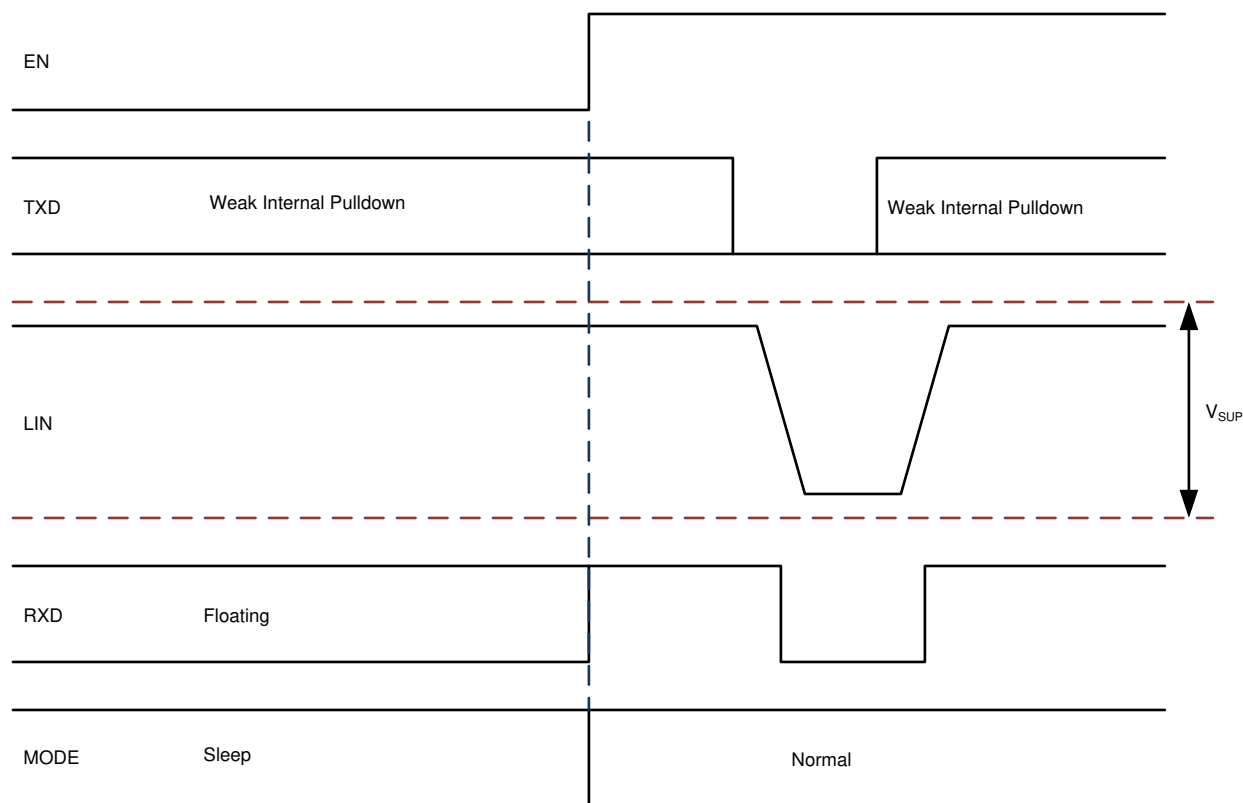 EN
TXD
Weak Internal Pulldown
Weak Internal Pulldown
LIN
VSUP
RXD
Floating
MODE
Sleep
Normal